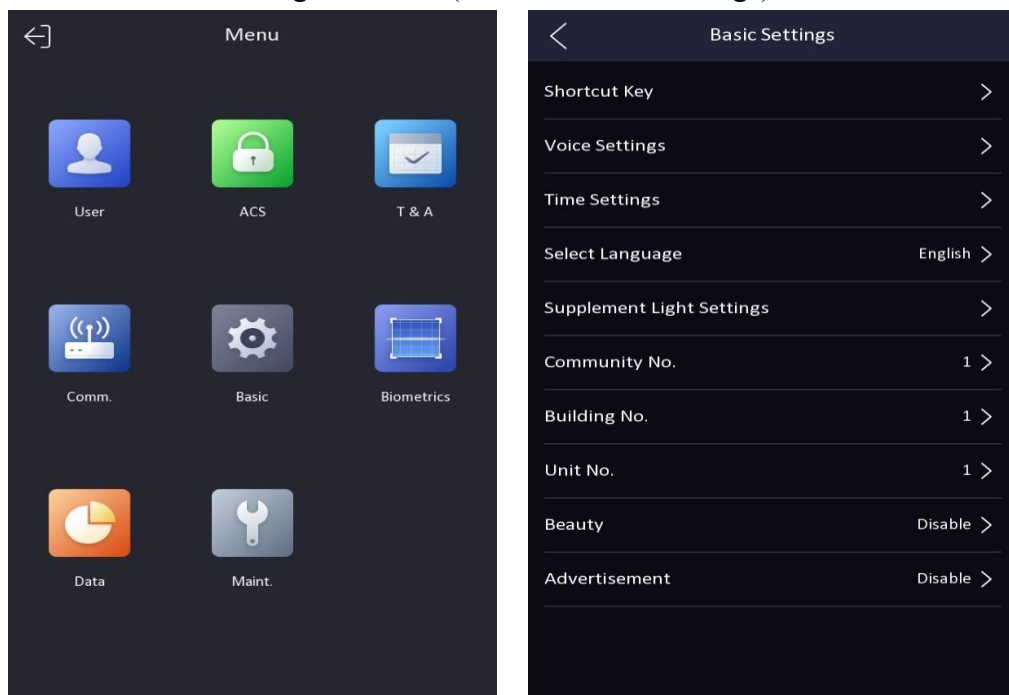 Menu
User
ACS
T & A
Comm.
Basic
Biometrics
Data
Maint.
Basic Settings
Shortcut Key
Voice Settings
Time Settings
Select Language English
Supplement Light Settings
Community No. 1
Building No. 1
Unit No. 1
Beauty Disable
Advertisement Disable